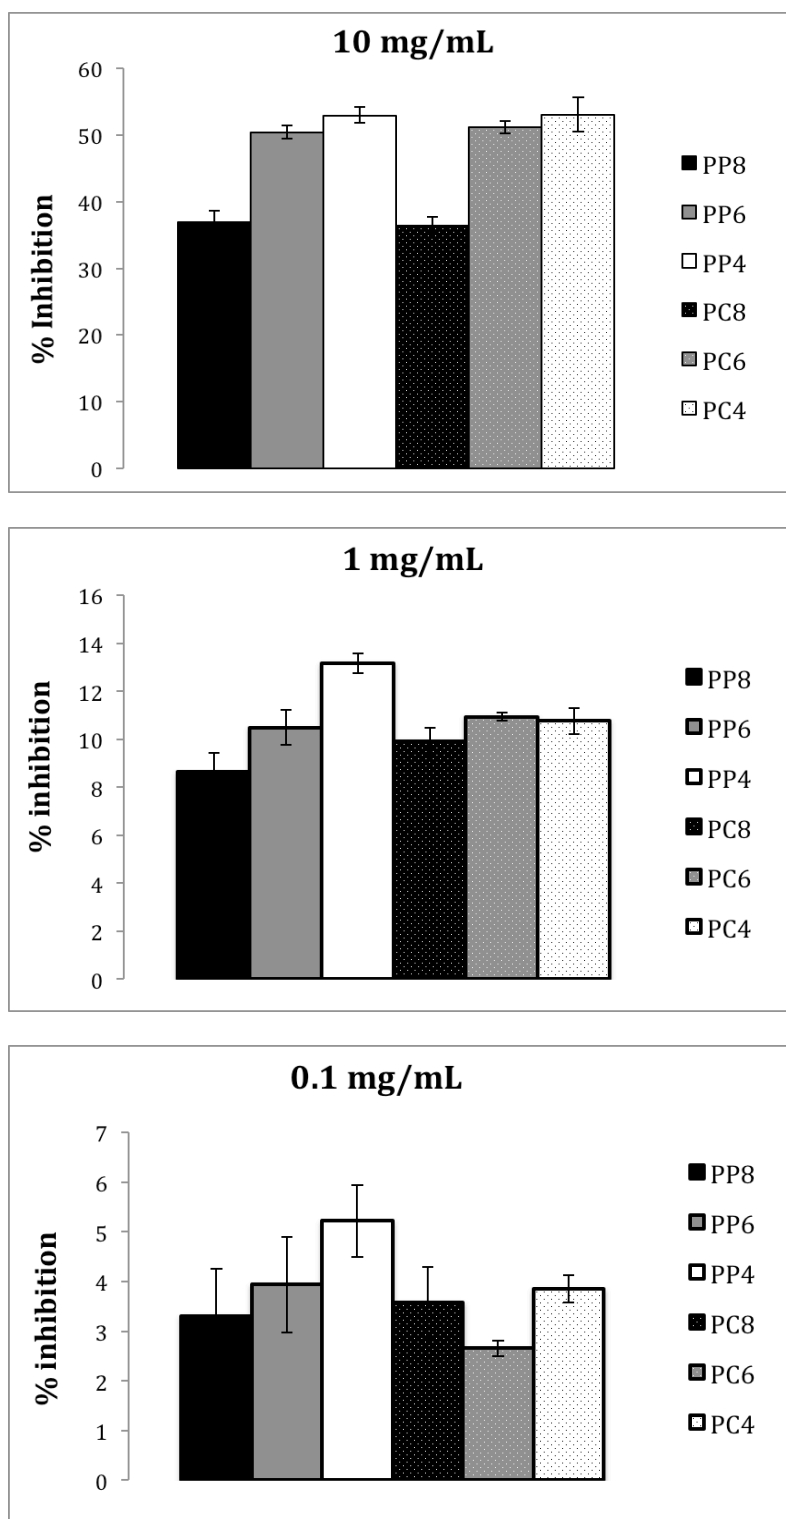 10 mg/mL
60
50
40
30
20
10
0
% Inhibition
PP8
PP6
PP4
PC8
PC6
PC4
1 mg/mL
16
14
12
10
8
6
4
2
0
% inhibition
PP8
PP6
PP4
PC8
PC6
PC4
0.1 mg/mL
7
6
5
4
3
2
1
0
% inhibition
PP8
PP6
PP4
PC8
PC6
PC4